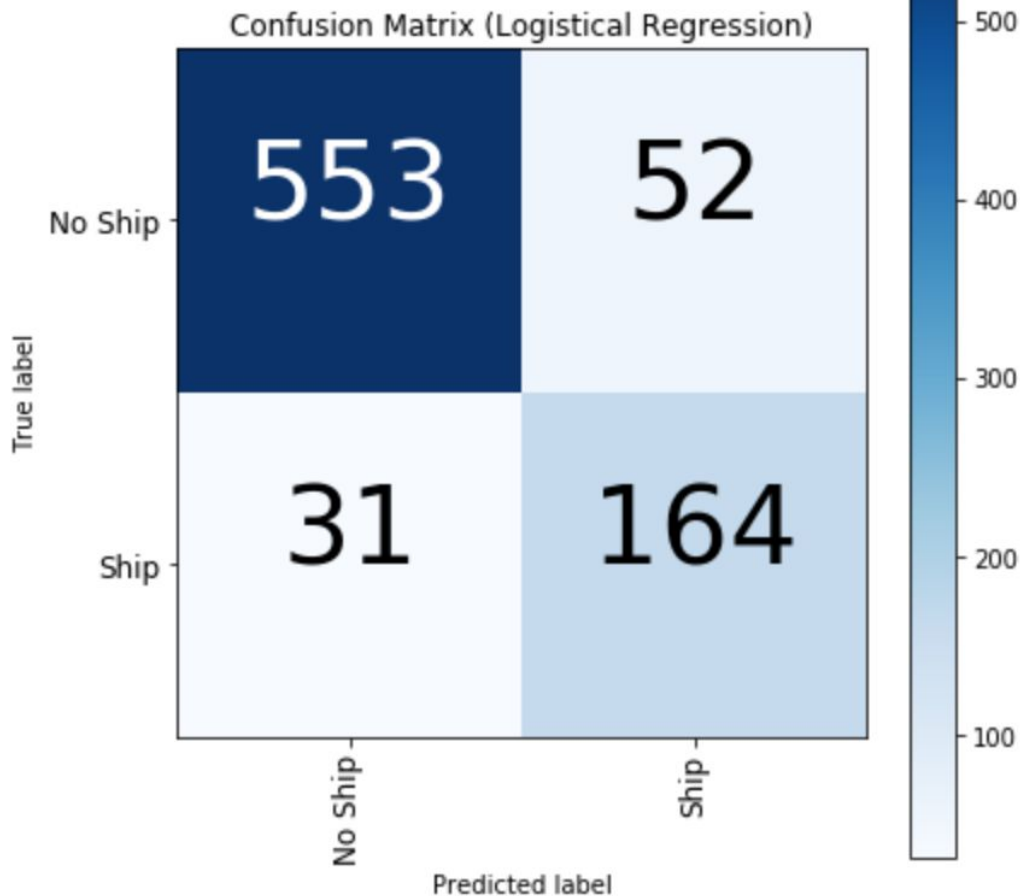 Confusion Matrix (Logistical Regression)
500
400
300
200
100
True label
No Ship
553
52
Ship
31
164
No Ship
Ship
Predicted label